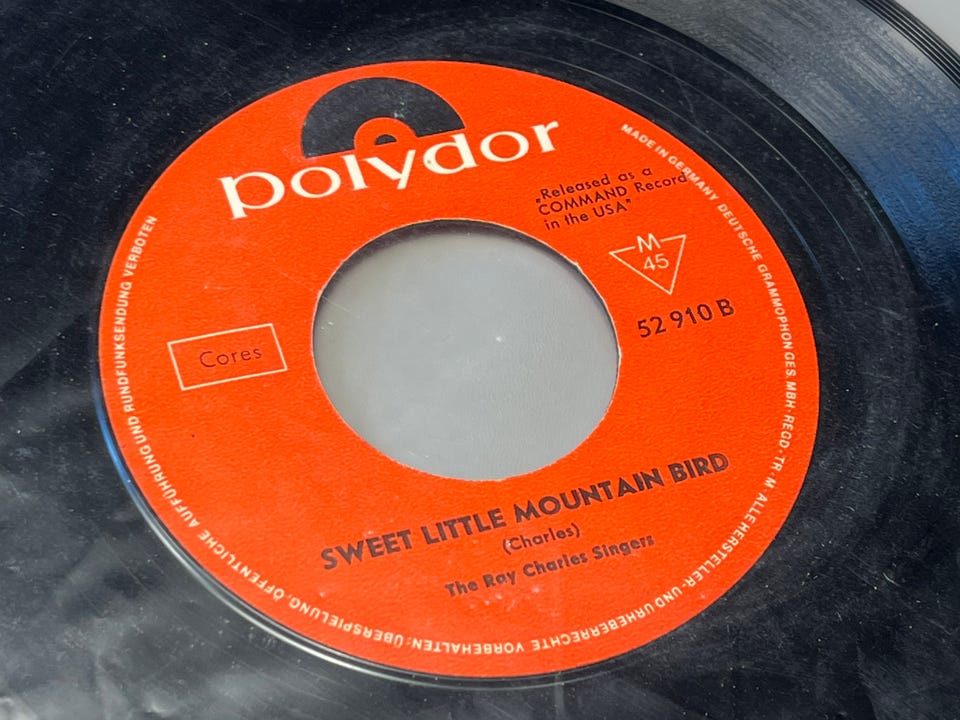 polydor
„Released as a
COMMAND Record
in the USA"
M
45
52 910 B
Cores
SWEET LITTLE MOUNTAIN BIRD
(Charles)
The Ray Charles Singers
MADE IN GERMANY DEUTSCHE GRAMMOPHON GES. MBH · REGD · TR · M · ALLE HERSTELLER- UND URHEBERRECHTE VORBEHALTEN: ÜBERSPIELUNG, ÖFFENTLICHE AUFFÜHRUNG UND RUNDFUNKSENDUNG VERBOTEN